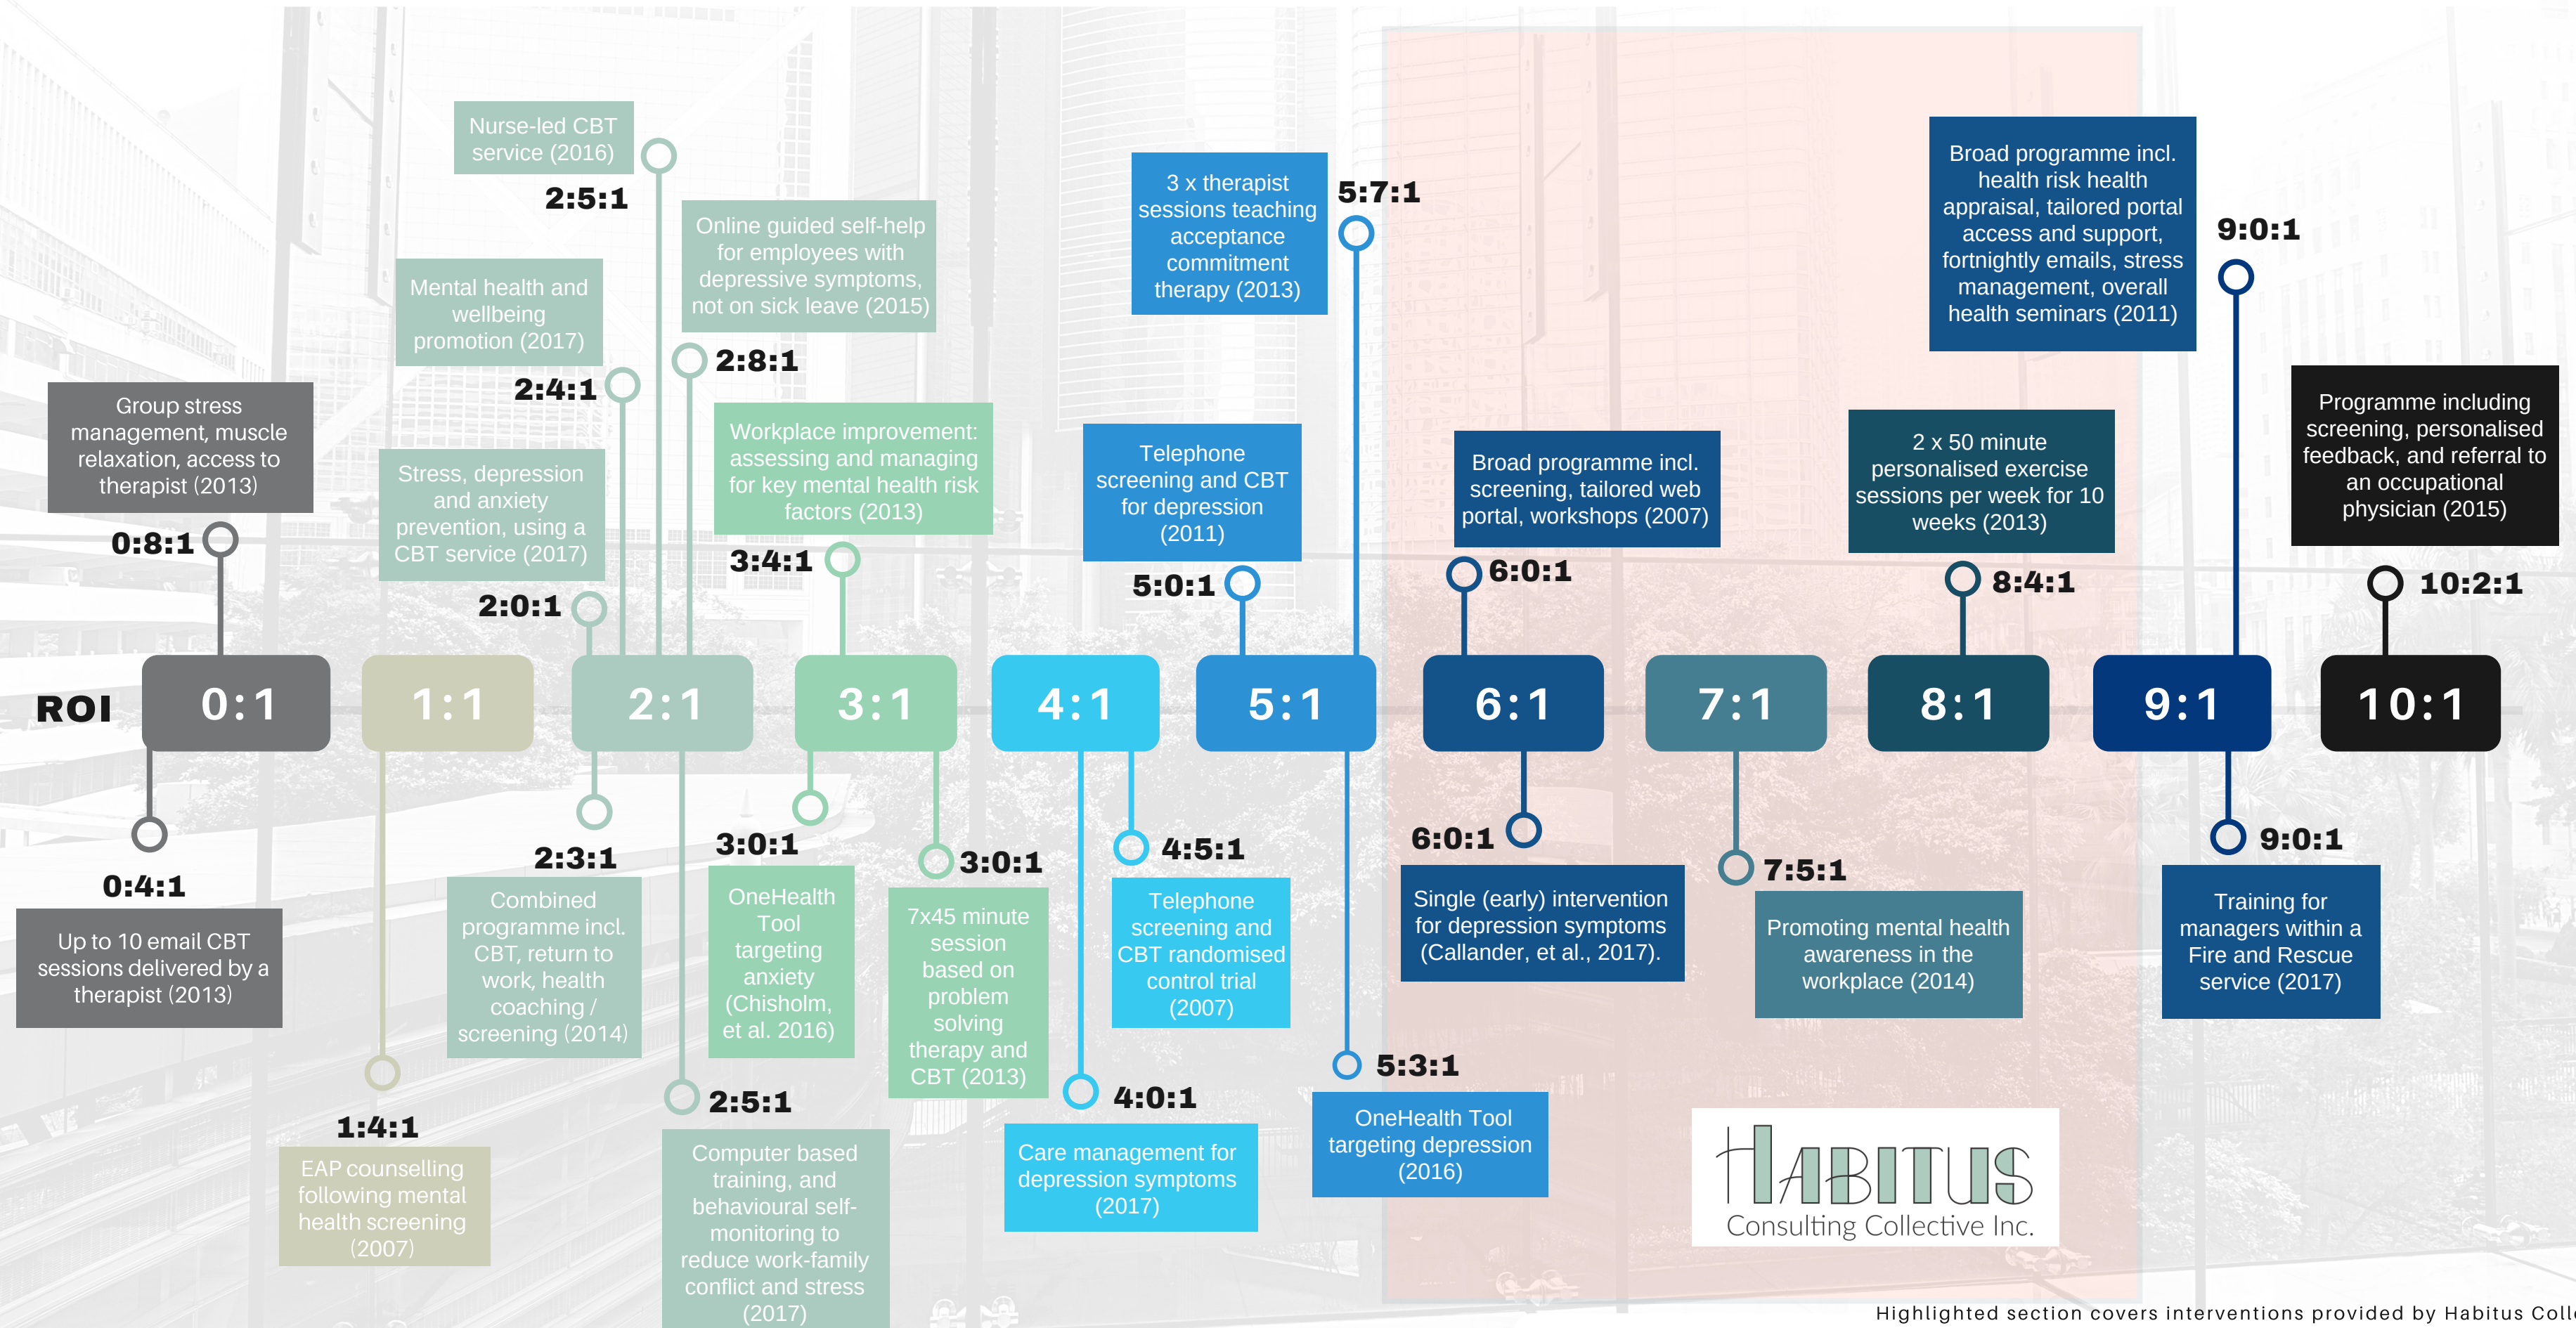 Nurse-led CBT
service (2016)
2:5:1
Online guided self-help
for employees with
depressive symptoms,
not on sick leave (2015)
2:8:1
Mental health and
wellbeing
promotion (2017)
2:4:1
Group stress
management, muscle
relaxation, access to
therapist (2013)
0:8:1
Stress, depression
and anxiety
prevention, using a
CBT service (2017)
2:0:1
Workplace improvement:
assessing and managing
for key mental health risk
factors (2013)
3:4:1
3 x therapist
sessions teaching
acceptance
commitment
therapy (2013)
5:7:1
Telephone
screening and CBT
for depression
(2011)
5:0:1
Broad programme incl.
screening, tailored web
portal, workshops (2007)
6:0:1
Broad programme incl.
health risk health
appraisal, tailored portal
access and support,
fortnightly emails, stress
management, overall
health seminars (2011)
9:0:1
2 x 50 minute
personalised exercise
sessions per week for 10
weeks (2013)
8:4:1
Programme including
screening, personalised
feedback, and referral to
an occupational
physician (2015)
10:2:1
ROI
0:1
1:1
2:1
3:1
4:1
5:1
6:1
7:1
8:1
9:1
10:1
0:4:1
Up to 10 email CBT
sessions delivered by a
therapist (2013)
1:4:1
EAP counselling
following mental
health screening
(2007)
2:3:1
Combined
programme incl.
CBT, return to
work, health
coaching /
screening (2014)
2:5:1
Computer based
training, and
behavioural self-
monitoring to
reduce work-family
conflict and stress
(2017)
3:0:1
OneHealth
Tool
targeting
anxiety
(Chisholm,
et al. 2016)
3:0:1
7x45 minute
session
based on
problem
solving
therapy and
CBT (2013)
4:5:1
Telephone
screening and
CBT randomised
control trial
(2007)
4:0:1
Care management for
depression symptoms
(2017)
5:3:1
OneHealth Tool
targeting depression
(2016)
6:0:1
Single (early) intervention
for depression symptoms
(Callander, et al., 2017).
7:5:1
Promoting mental health
awareness in the
workplace (2014)
9:0:1
Training for
managers within a
Fire and Rescue
service (2017)
HABITUS
Consulting Collective Inc.
Highlighted section covers interventions provided by Habitus